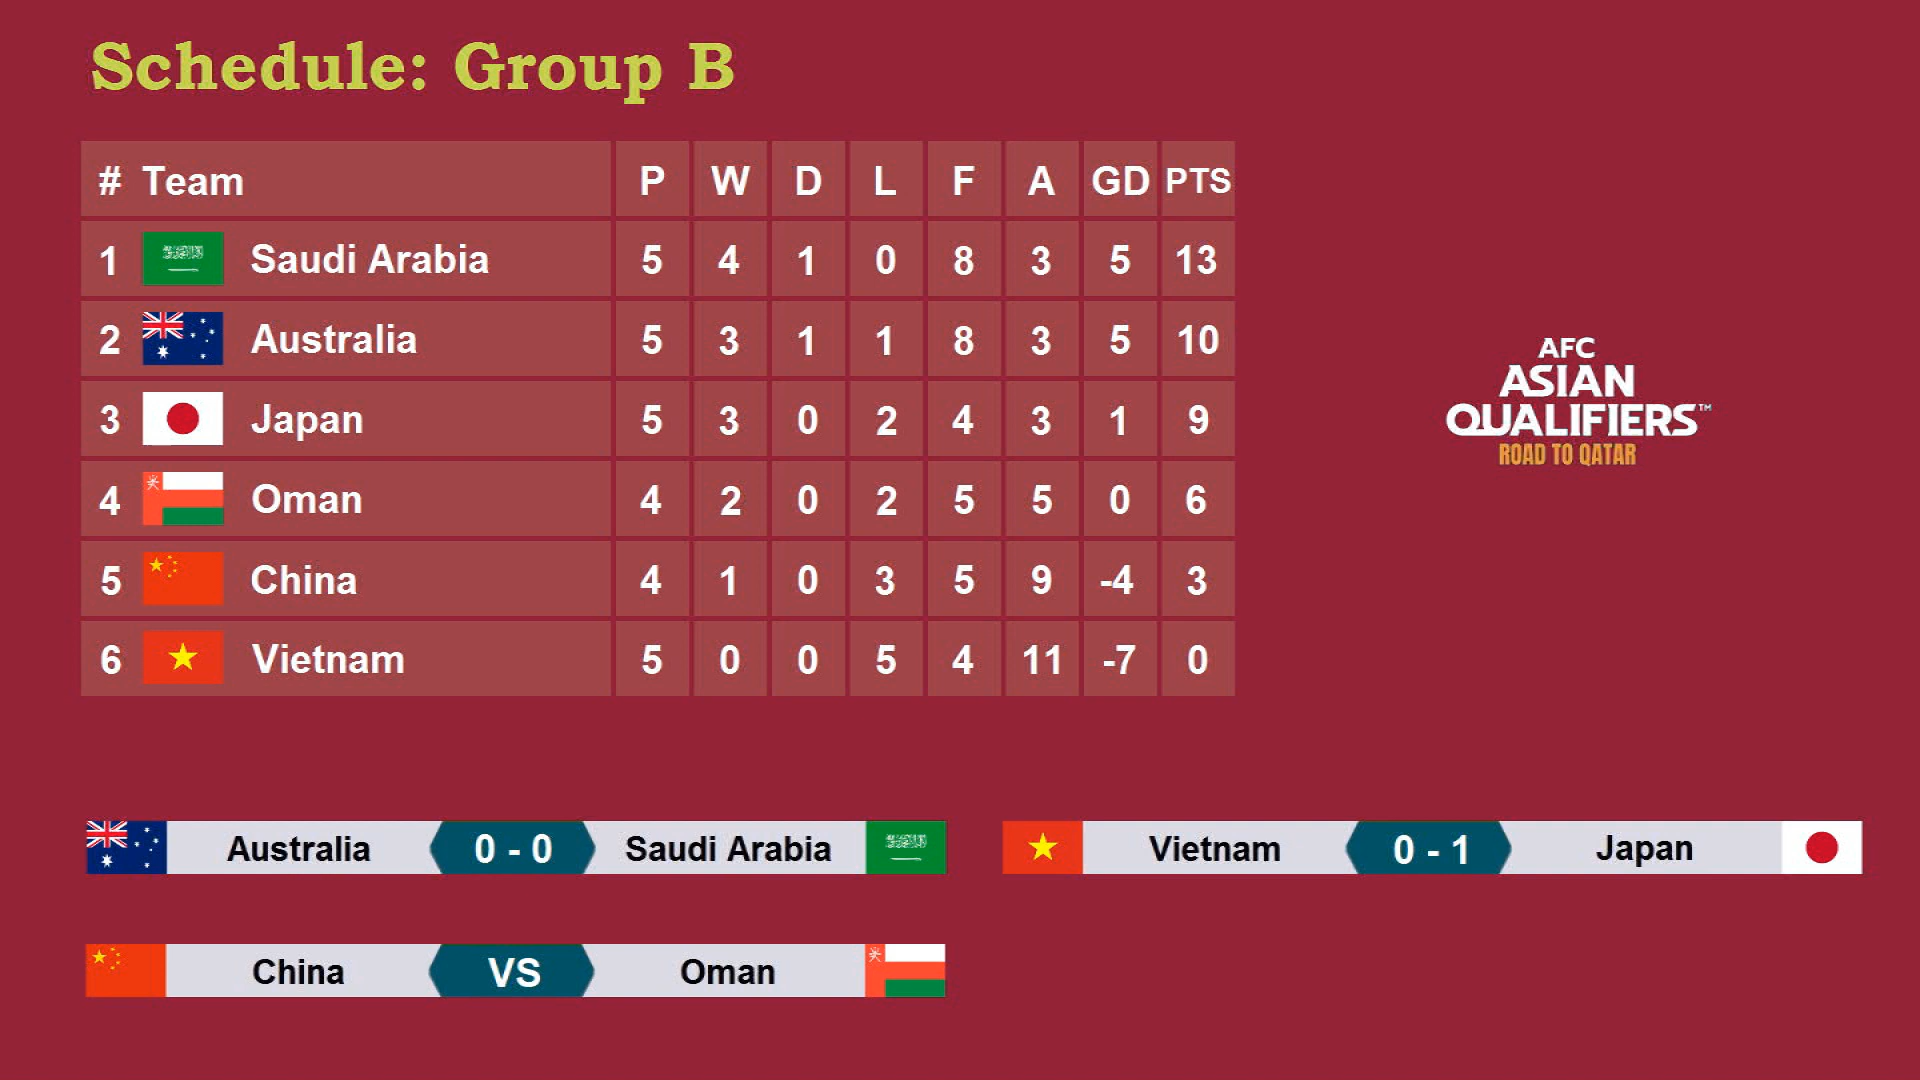 Schedule: Group B
# Team P W D L F A GD PTS
1 Saudi Arabia 5 4 1 0 8 3 5 13
2 Australia 5 3 1 1 8 3 5 10
3 Japan 5 3 0 2 4 3 1 9
4 Oman 4 2 0 2 5 5 0 6
5 China 4 1 0 3 5 9 -4 3
6 Vietnam 5 0 0 5 4 11 -7 0
AFC
ASIAN
QUALIFIERS™
ROAD TO QATAR
Australia 0 - 0 Saudi Arabia
Vietnam 0 - 1 Japan
China VS Oman